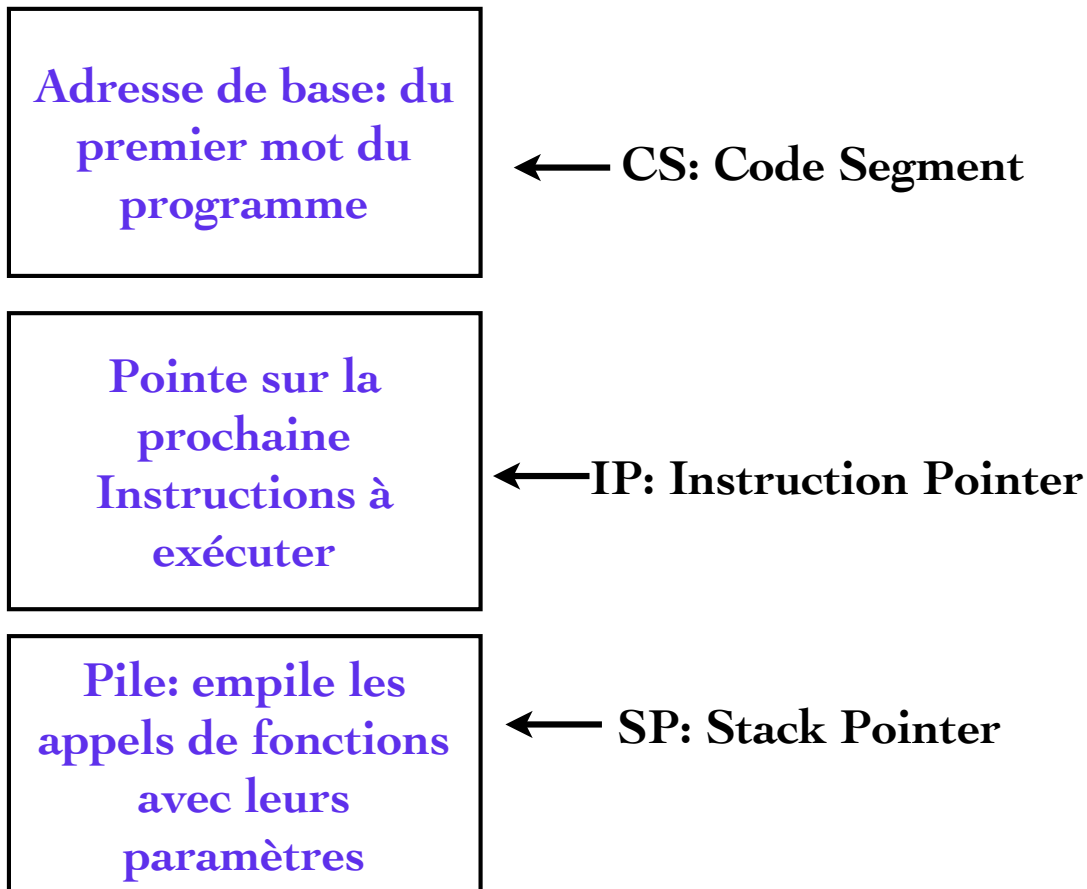 Adresse de base: du
premier mot du
programme
CS: Code Segment
Pointe sur la
prochaine
Instructions à
exécuter
IP: Instruction Pointer
Pile: empile les
appels de fonctions
avec leurs
paramètres
SP: Stack Pointer